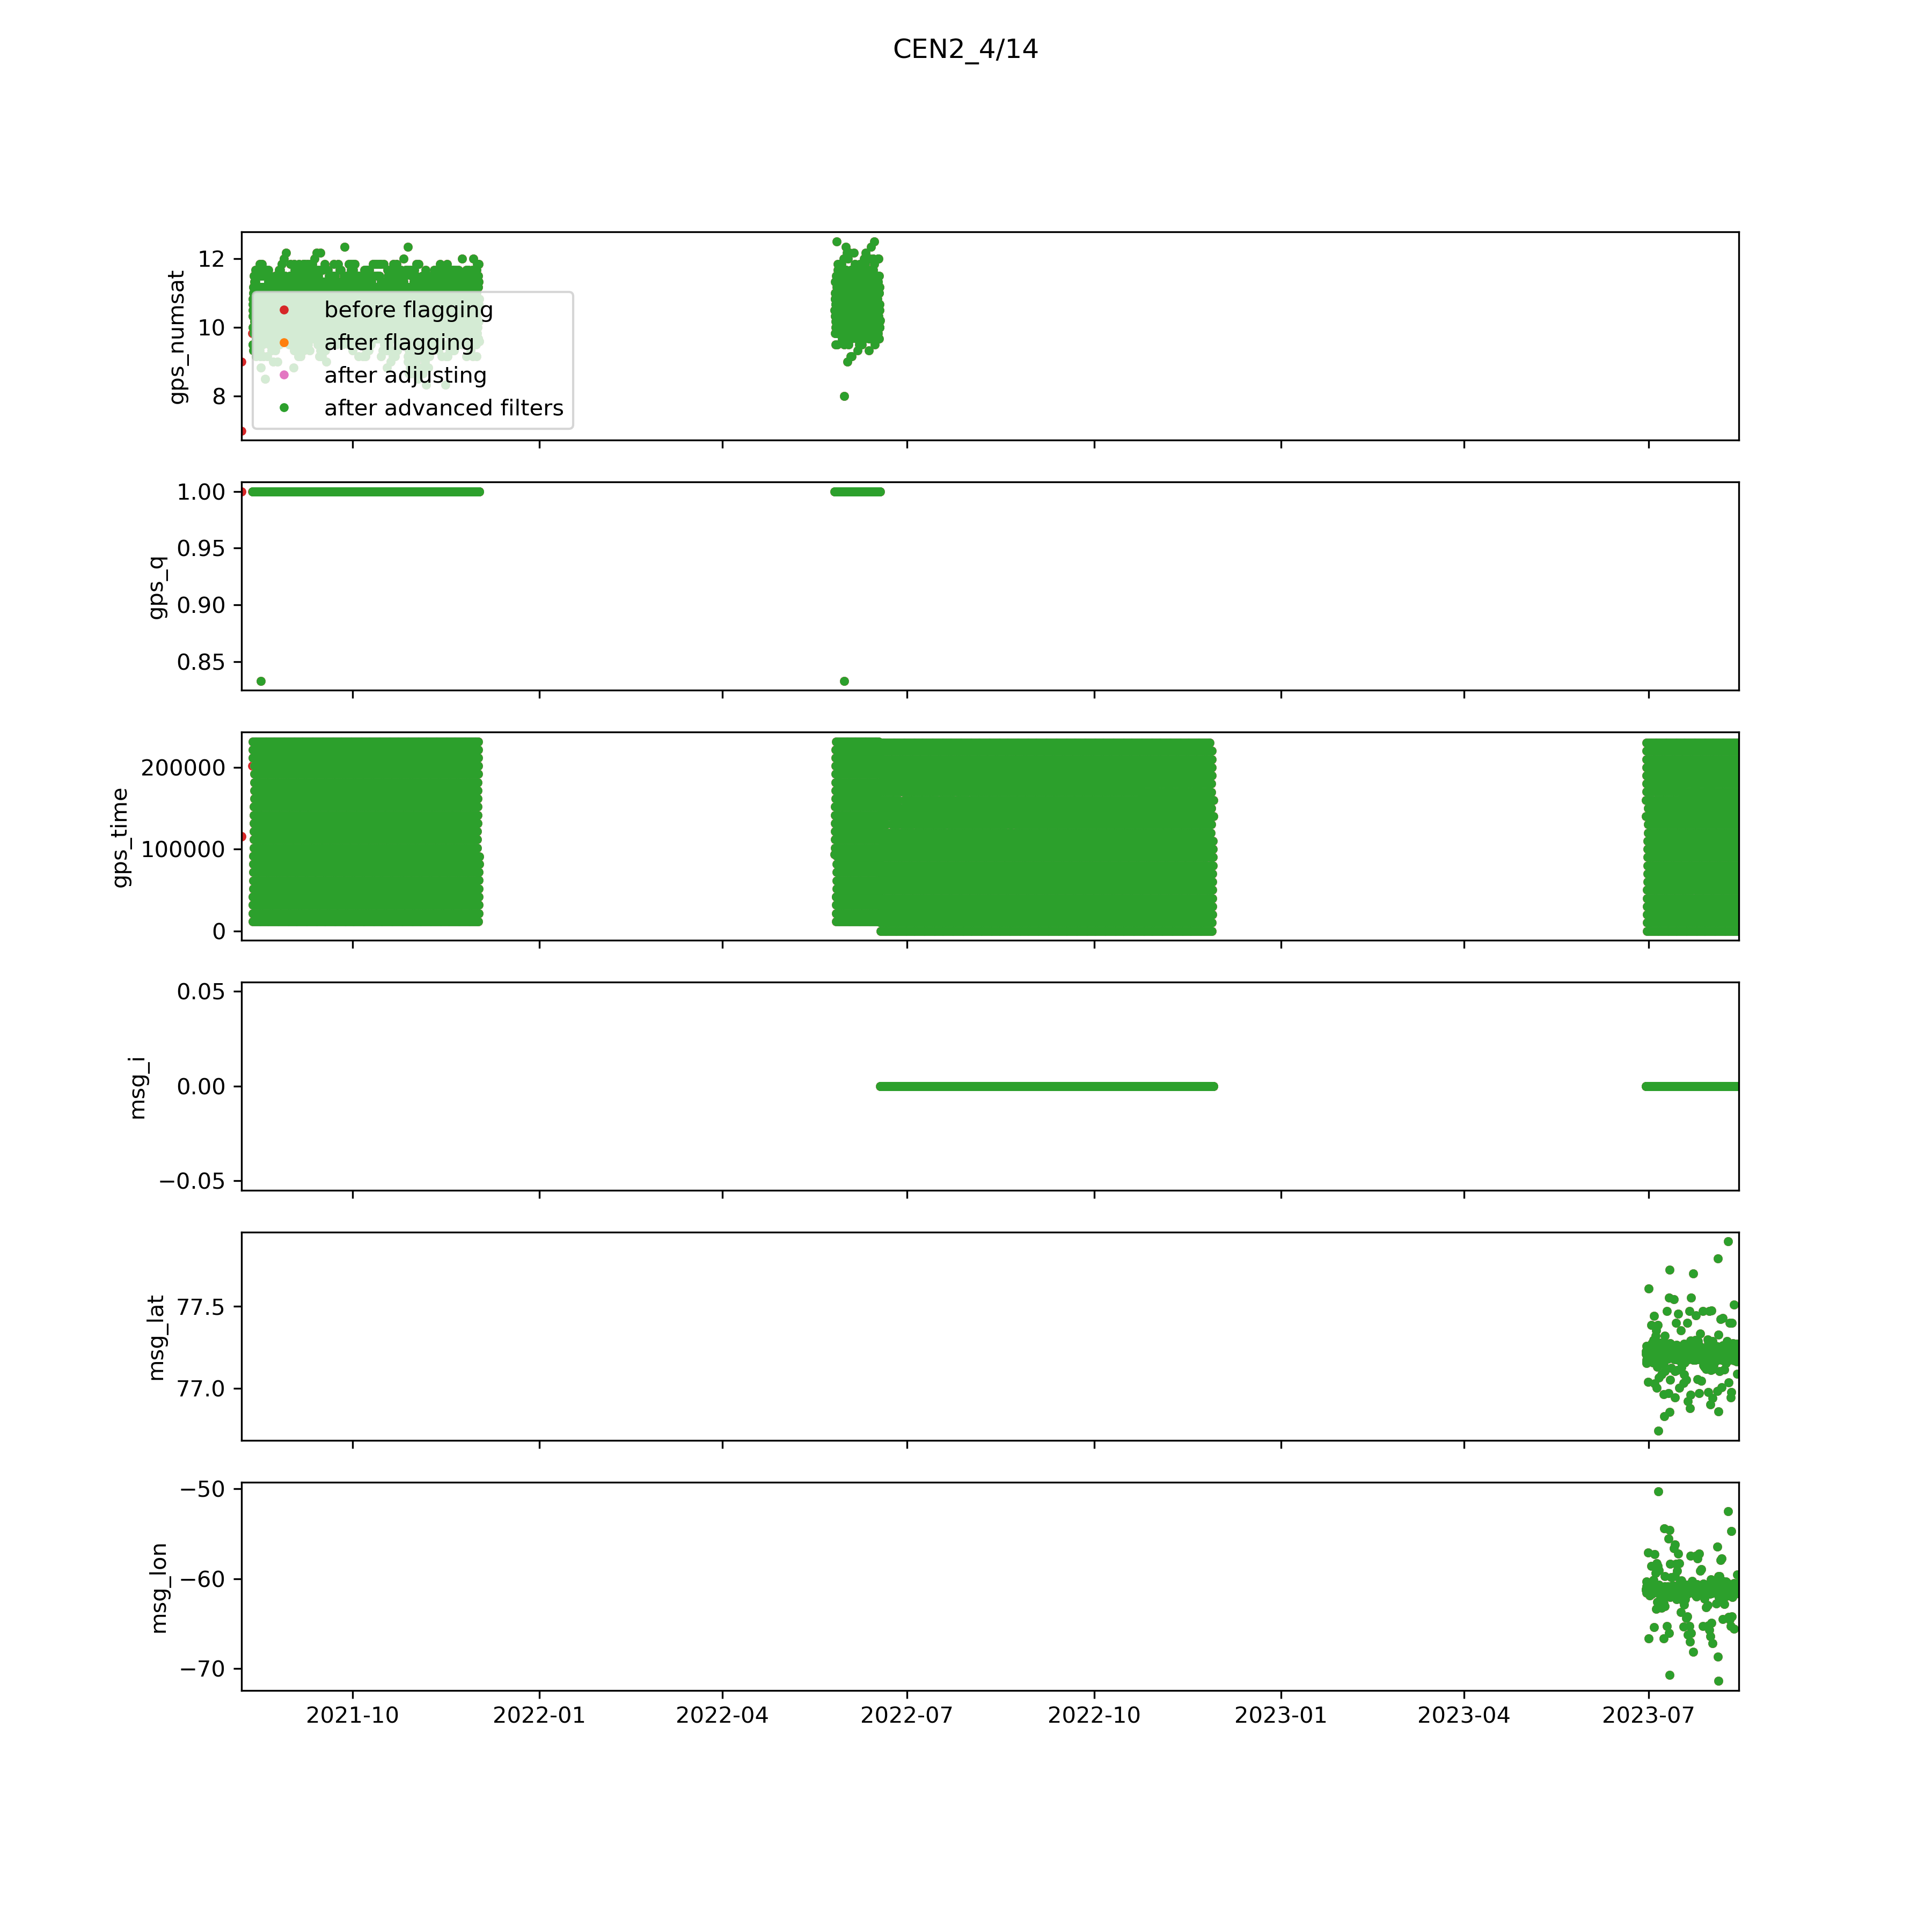 CEN2_4/14
12
10
8
gps_numsat
before flagging
after flagging
after adjusting
after advanced filters
1.00
0.95
0.90
0.85
gps_q
200000
100000
0
gps_time
0.05
0.00
−0.05
msg_i
77.5
77.0
msg_lat
−50
−60
−70
msg_lon
2021-10
2022-01
2022-04
2022-07
2022-10
2023-01
2023-04
2023-07